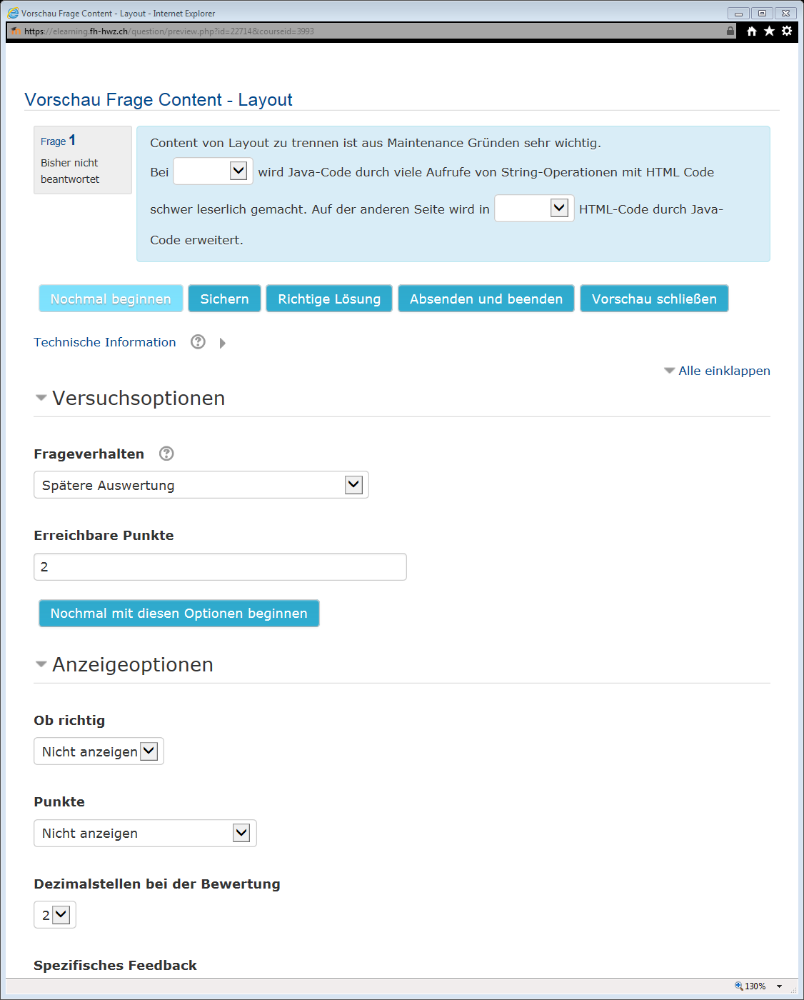 Vorschau Frage Content - Layout - Internet Explorer
https://elearning.fh-hwz.ch/question/preview.php?id=22714&courseid=3993
Vorschau Frage Content - Layout
Frage 1
Bisher nicht
beantwortet
Content von Layout zu trennen ist aus Maintenance Gründen sehr wichtig.
Bei wird Java-Code durch viele Aufrufe von String-Operationen mit HTML Code
schwer leserlich gemacht. Auf der anderen Seite wird in HTML-Code durch Java-
Code erweitert.
Nochmal beginnen Sichern Richtige Lösung Absenden und beenden Vorschau schließen
Technische Information ?
Alle einklappen
Versuchsoptionen
Frageverhalten ?
Spätere Auswertung
Erreichbare Punkte
2
Nochmal mit diesen Optionen beginnen
Anzeigeoptionen
Ob richtig
Nicht anzeigen
Punkte
Nicht anzeigen
Dezimalstellen bei der Bewertung
2
Spezifisches Feedback
130%